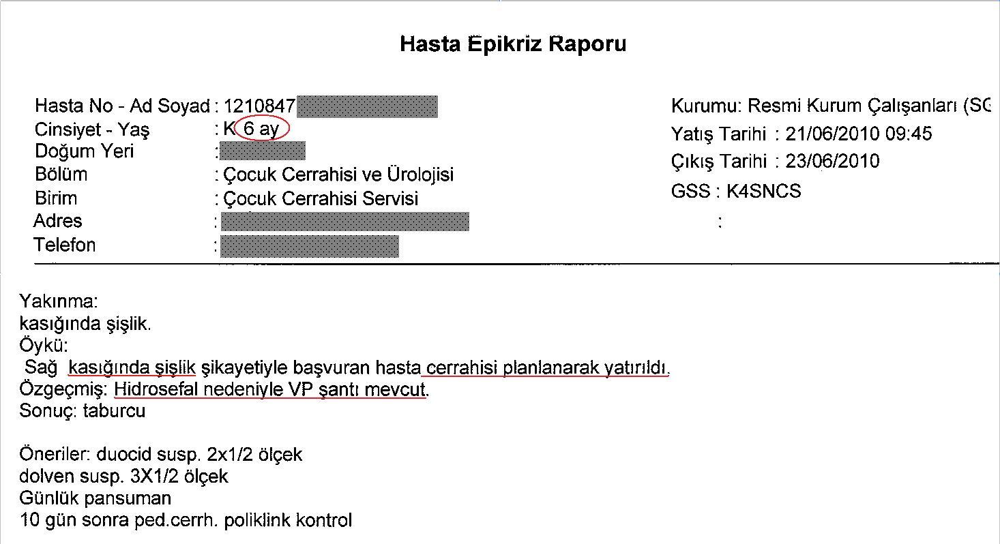 Hasta Epikriz Raporu
Hasta No - Ad Soyad : 1210847
Cinsiyet - Yaş : K 6 ay
Doğum Yeri :
Bölüm : Çocuk Cerrahisi ve Ürolojisi
Birim : Çocuk Cerrahisi Servisi
Adres :
Telefon :
Kurumu: Resmi Kurum Çalışanları (SG
Yatış Tarihi : 21/06/2010 09:45
Çıkış Tarihi : 23/06/2010
GSS : K4SNCS
:
Yakınma:
kasığında şişlik.
Öykü:
Sağ kasığında şişlik şikayetiyle başvuran hasta cerrahisi planlanarak yatırıldı.
Özgeçmiş: Hidrosefal nedeniyle VP şantı mevcut.
Sonuç: taburcu
Öneriler: duocid susp. 2x1/2 ölçek
dolven susp. 3X1/2 ölçek
Günlük pansuman
10 gün sonra ped.cerrh. poliklink kontrol